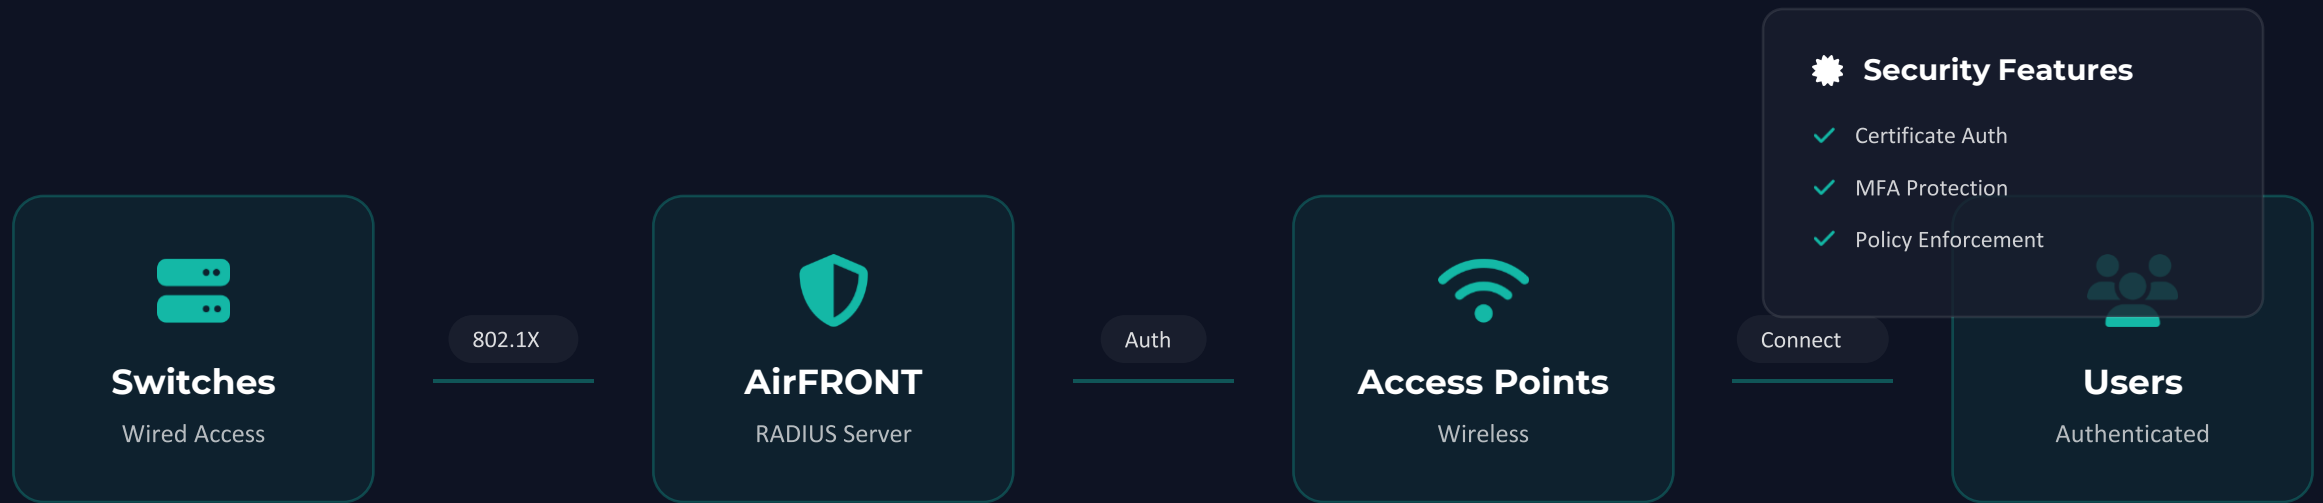 Security Features
Certificate Auth
MFA Protection
Policy Enforcement
Switches
Wired Access
802.1X
AirFRONT
RADIUS Server
Auth
Access Points
Wireless
Connect
Users
Authenticated